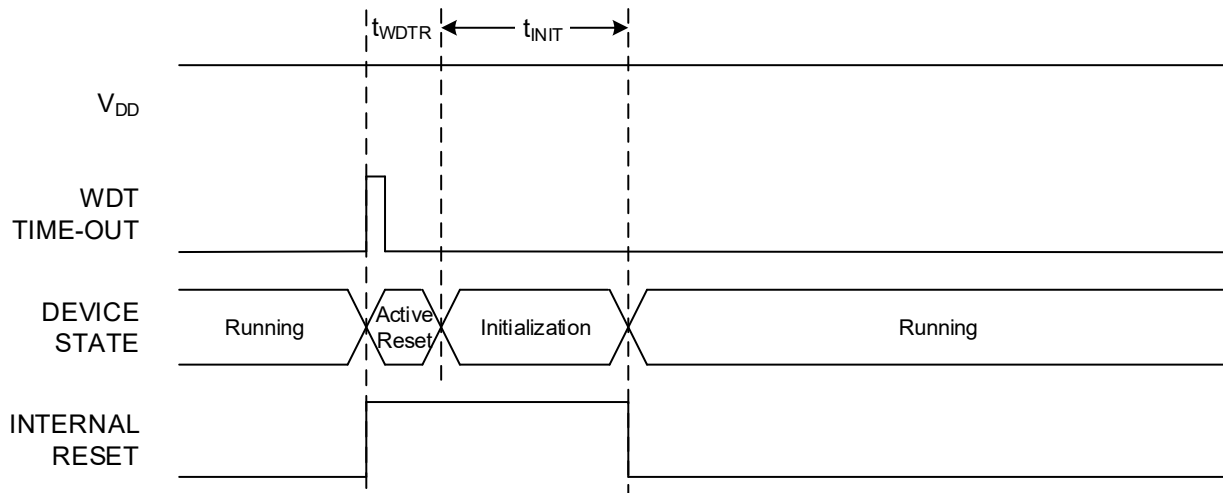 tWDTR
tINIT
VDD
WDT
TIME-OUT
DEVICE
STATE
Running
Active
Reset
Initialization
Running
INTERNAL
RESET